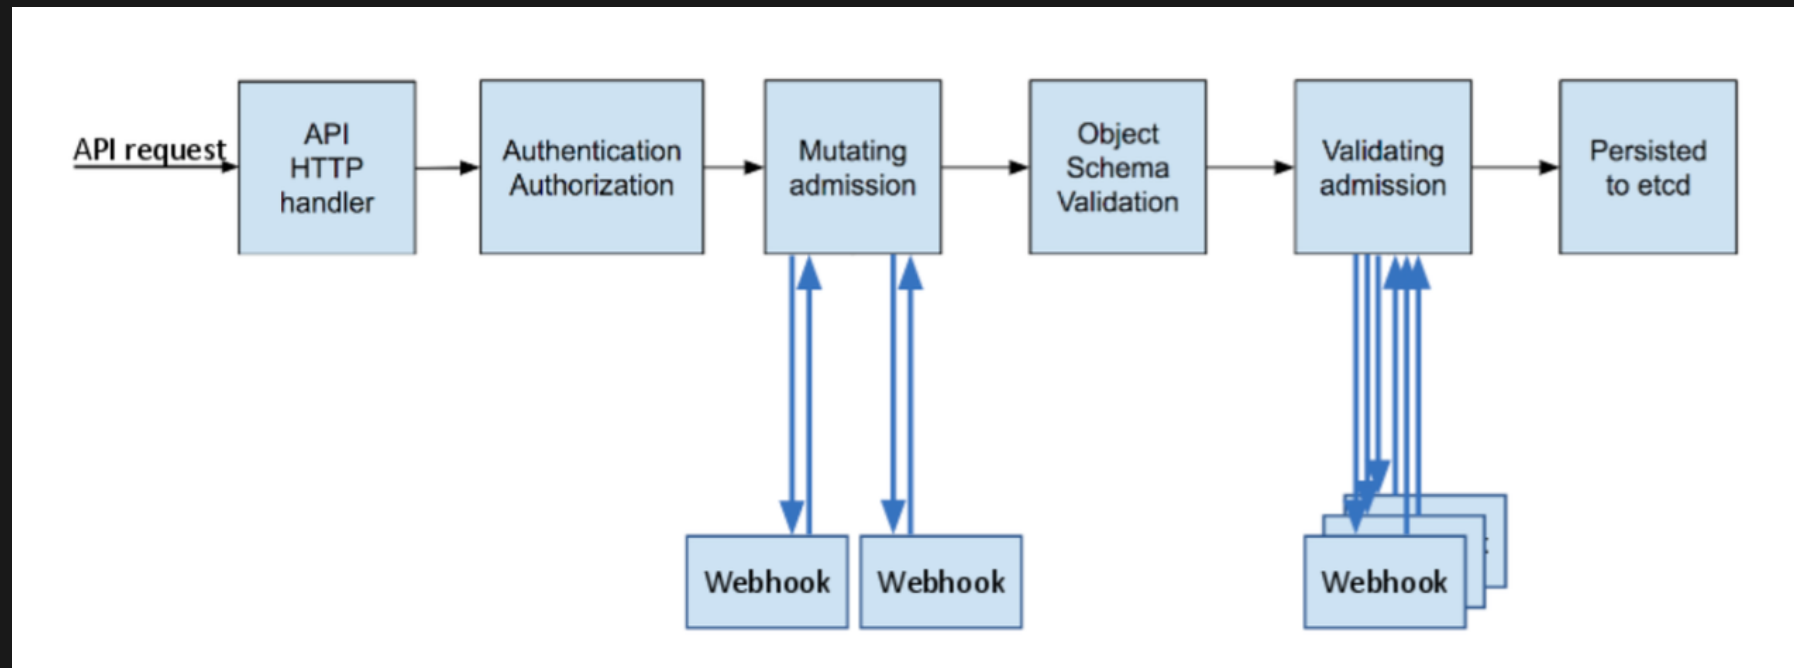 API request
API
HTTP
handler
Authentication
Authorization
Mutating
admission
Object
Schema
Validation
Validating
admission
Persisted
to etcd
Webhook
Webhook
Webhook